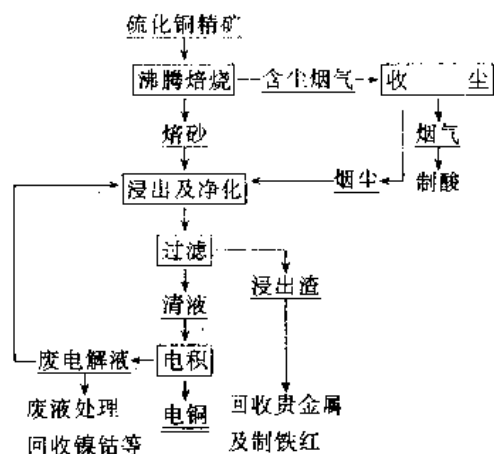 硫化铜精矿
沸腾焙烧
含尘烟气
收 尘
焙砂
烟气
浸出及净化
烟尘
制酸
过滤
浸出渣
清液
废电解液
电积
废液处理
回收镍钴等
电铜
回收贵金属
及制铁红